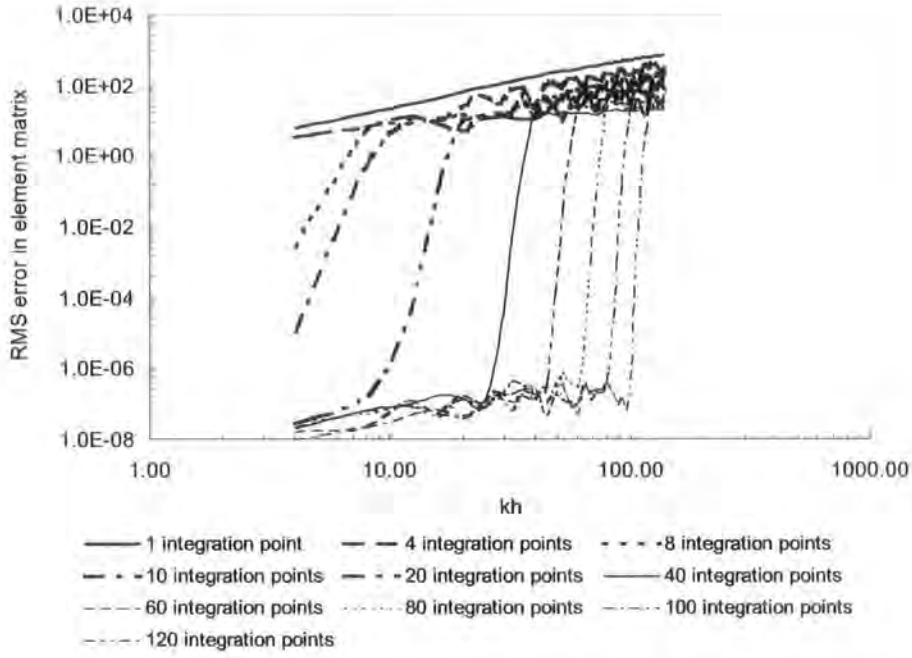 1.0E+04
1.0E+02
1.0E+00
1.0E-02
1.0E-04
1.0E-06
1.0E-08
RMS error in element matrix
1.00 10.00 100.00 1000.00
kh
1 integration point 4 integration points 8 integration points
10 integration points 20 integration points 40 integration points
60 integration points 80 integration points 100 integration points
120 integration points